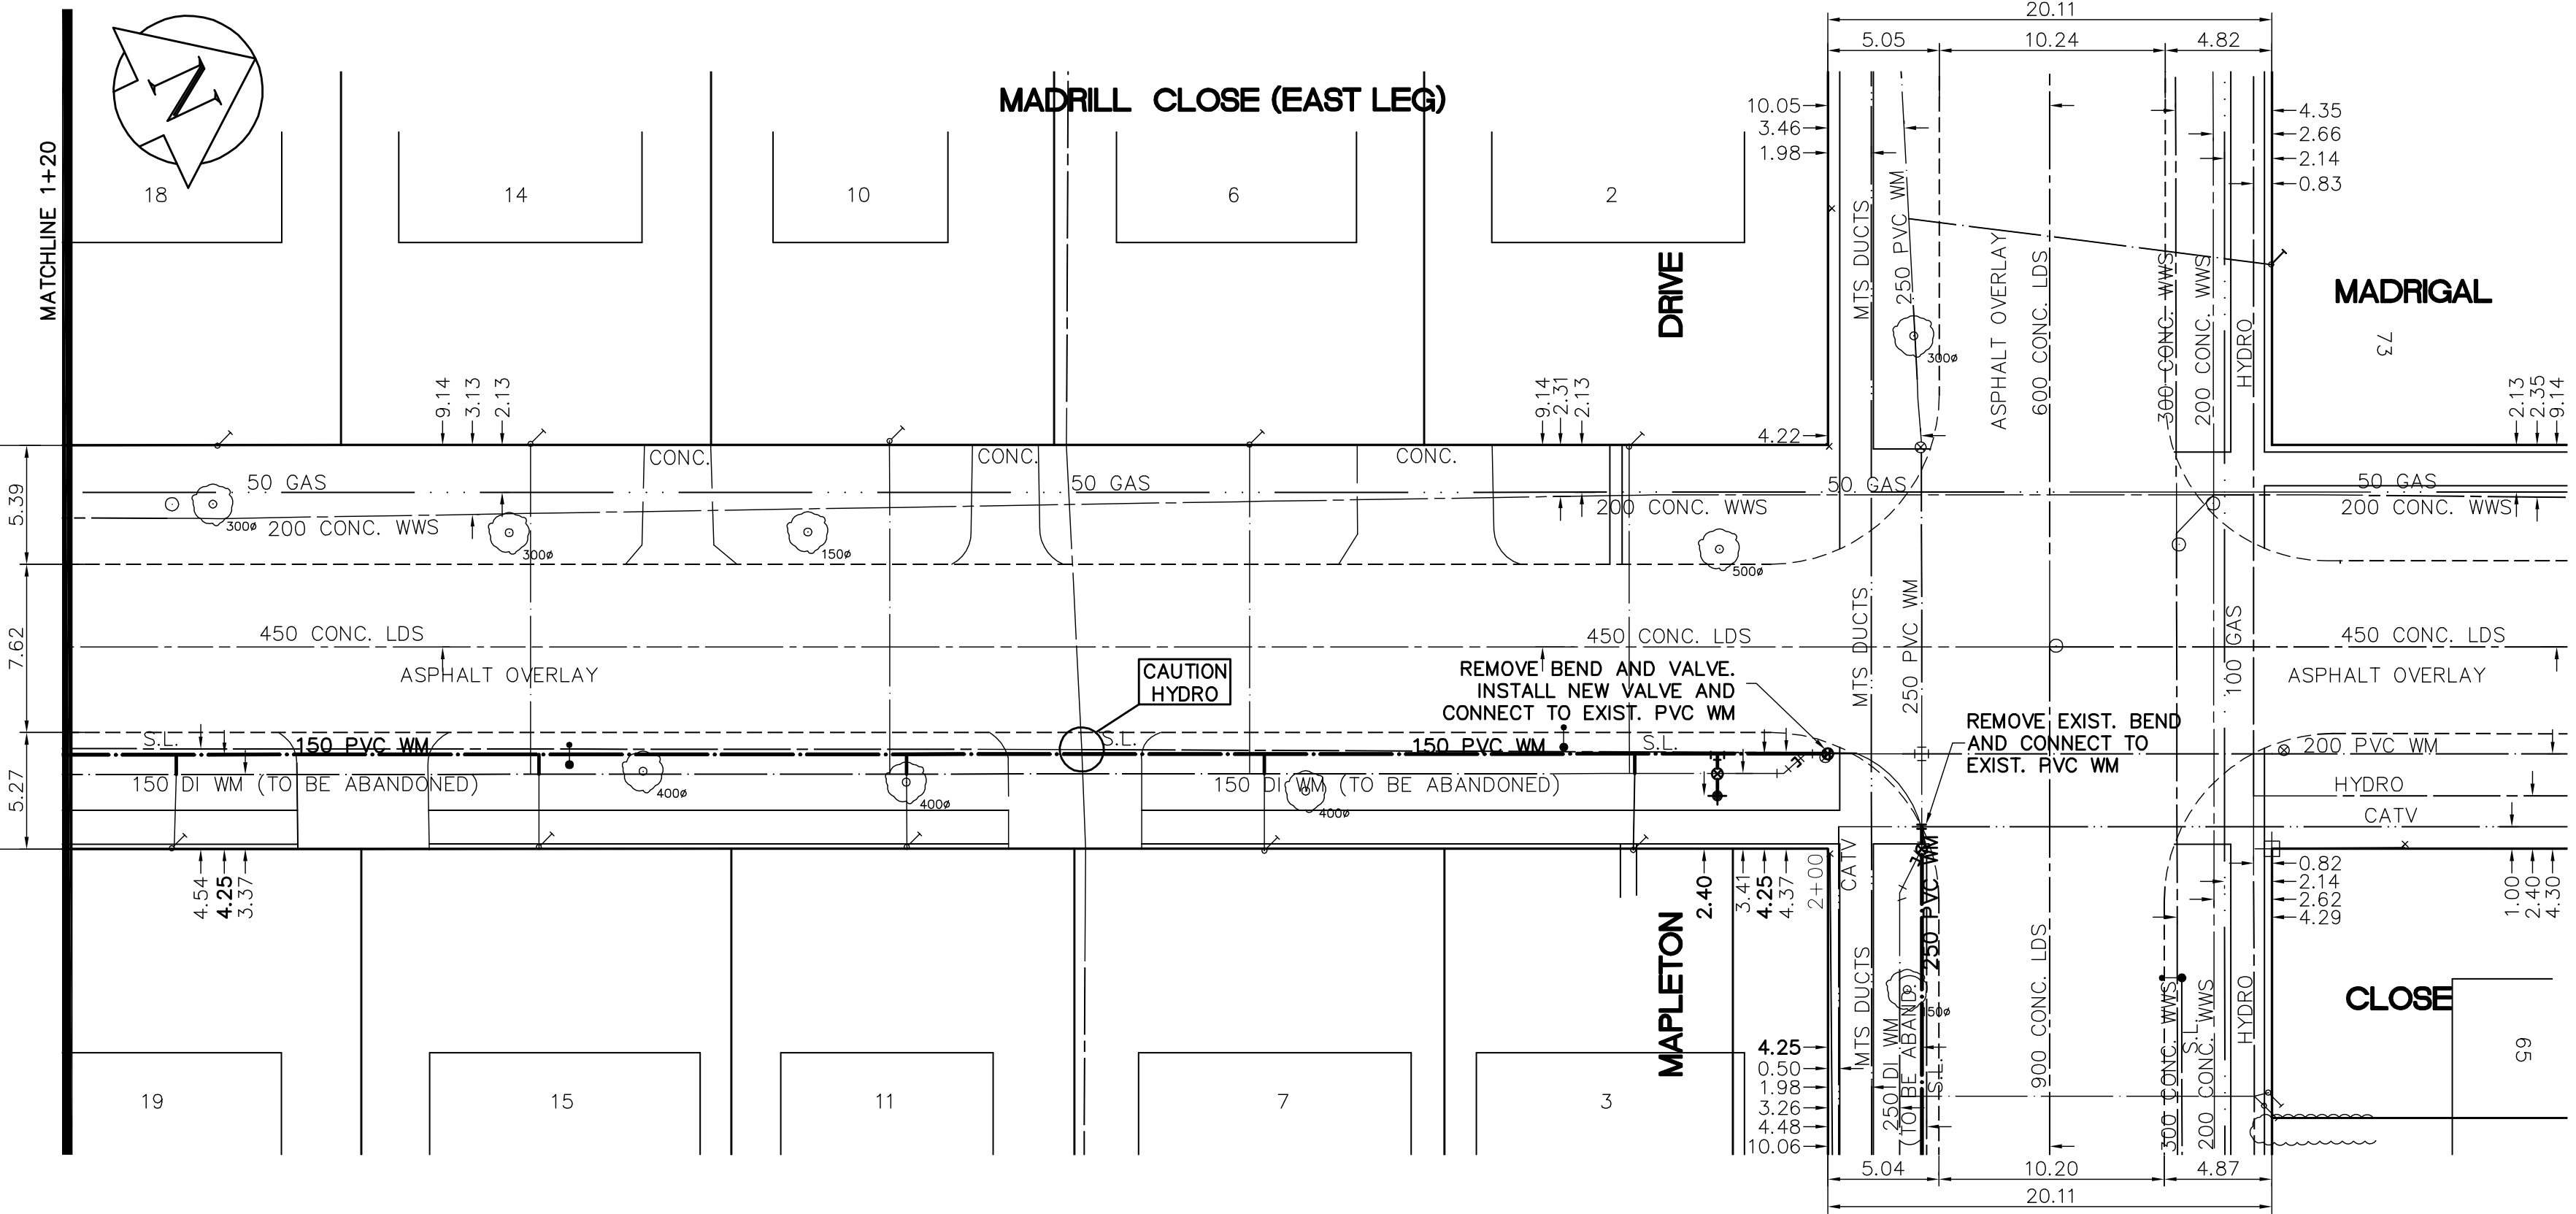 20.11
5.05
10.24
4.82
N
MADRILL CLOSE (EAST LEG)
MATCHLINE 1+20
18
14
10
6
2
10.05
3.46
1.98
4.35
2.66
2.14
0.83
DRIVE
MTS DUCTS
250 PVC WM
ASPHALT OVERLAY
600 CONC. LDS
300 CONC. WWS
200 CONC. WWS
HYDRO
MADRIGAL
73
300ø
9.14
3.13
2.13
9.14
2.31
2.13
4.22
2.13
2.35
9.14
CONC.
CONC.
CONC.
5.39
50 GAS
50 GAS
50 GAS
50 GAS
300ø
200 CONC. WWS
300ø
150ø
500ø
200 CONC. WWS
200 CONC. WWS
7.62
450 CONC. LDS
450 CONC. LDS
450 CONC. LDS
ASPHALT OVERLAY
ASPHALT OVERLAY
MTS DUCTS
250 PVC WM
100 GAS
CAUTION
HYDRO
REMOVE BEND AND VALVE.
INSTALL NEW VALVE AND
CONNECT TO EXIST. PVC WM
REMOVE EXIST. BEND
AND CONNECT TO
EXIST. PVC WM
5.27
S.L.
150 PVC WM
S.L.
150 PVC WM
S.L.
200 PVC WM
150 DI WM (TO BE ABANDONED)
400ø
400ø
150 DI WM (TO BE ABANDONED)
400ø
HYDRO
CATV
4.54
4.25
3.37
2.40
3.41
4.25
4.37
2+00
CATV
250 PVC WM
0.82
2.14
2.62
4.29
1.00
2.40
4.30
MAPLETON
MTS DUCTS
250 DI WM
(TO BE ABAND.)
150ø
S.L.
900 CONC. LDS
300 CONC. WWS
S.L.
200 CONC. WWS
HYDRO
CLOSE
65
19
15
11
7
3
4.25
0.50
1.98
3.26
4.48
10.06
5.04
10.20
4.87
20.11